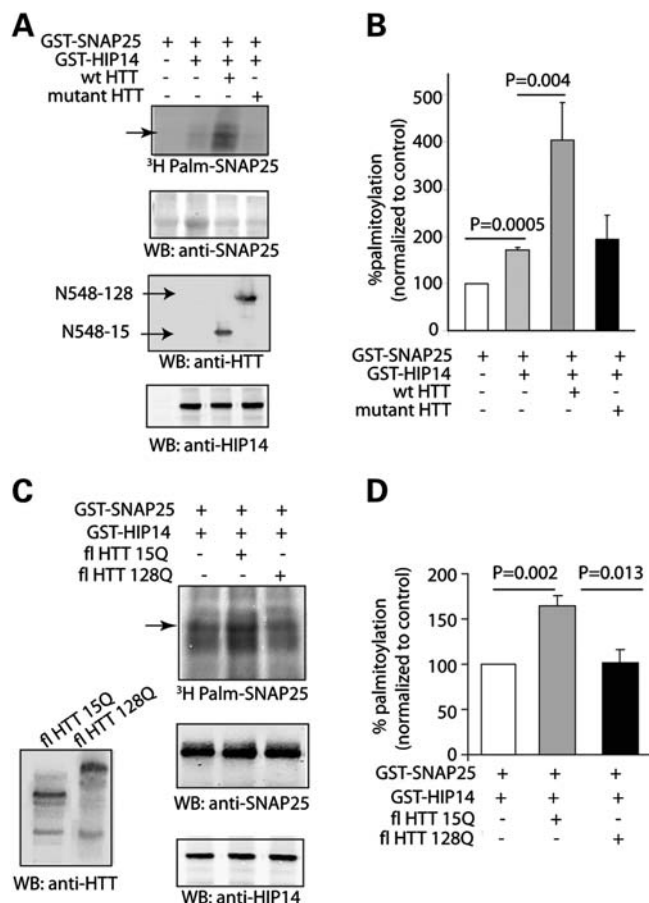 A
GST-SNAP25 + + + +
GST-HIP14 - + + +
wt HTT - - + -
mutant HTT - - - +
³H Palm-SNAP25
WB: anti-SNAP25
N548-128
N548-15
WB: anti-HTT
WB: anti-HIP14
B
P=0.004
P=0.0005
%palmitoylation
(normalized to control)
500
400
300
200
100
0
GST-SNAP25 + + + +
GST-HIP14 - + + +
wt HTT - - + -
mutant HTT - - - +
C
GST-SNAP25 + + +
GST-HIP14 + + +
fl HTT 15Q - + -
fl HTT 128Q - - +
³H Palm-SNAP25
fl HTT 15Q
fl HTT 128Q
WB: anti-SNAP25
WB: anti-HTT
WB: anti-HIP14
D
P=0.002 P=0.013
% palmitoylation
(normalized to control)
200
150
100
50
0
GST-SNAP25 + + +
GST-HIP14 + + +
fl HTT 15Q - + -
fl HTT 128Q - - +